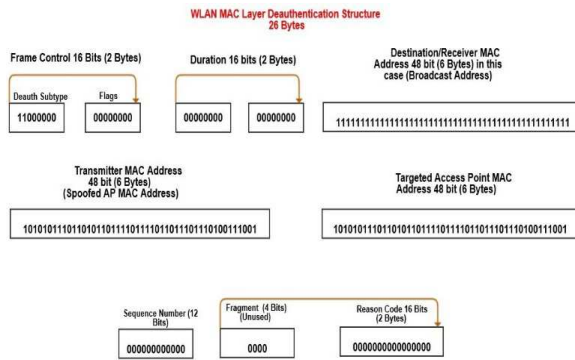 WLAN MAC Layer Deauthentication Structure
26 Bytes
Frame Control 16 Bits (2 Bytes)
Duration 16 bits (2 Bytes)
Destination/Receiver MAC
Address 48 bit (6 Bytes) in this
case (Broadcast Address)
Deauth Subtype
Flags
11000000
00000000
00000000
00000000
111111111111111111111111111111111111111111111111
Transmitter MAC Address
48 bit (6 Bytes)
(Spoofed AP MAC Address)
Targeted Access Point MAC
Address 48 bit (6 Bytes)
101010111011010110111101111011011101110100111001
101010111011010110111101111011011101110100111001
Sequence Number (12
Bits)
Fragment (4 Bits)
(Unused)
Reason Code 16 Bits
(2 Bytes)
000000000000
0000
0000000000000000